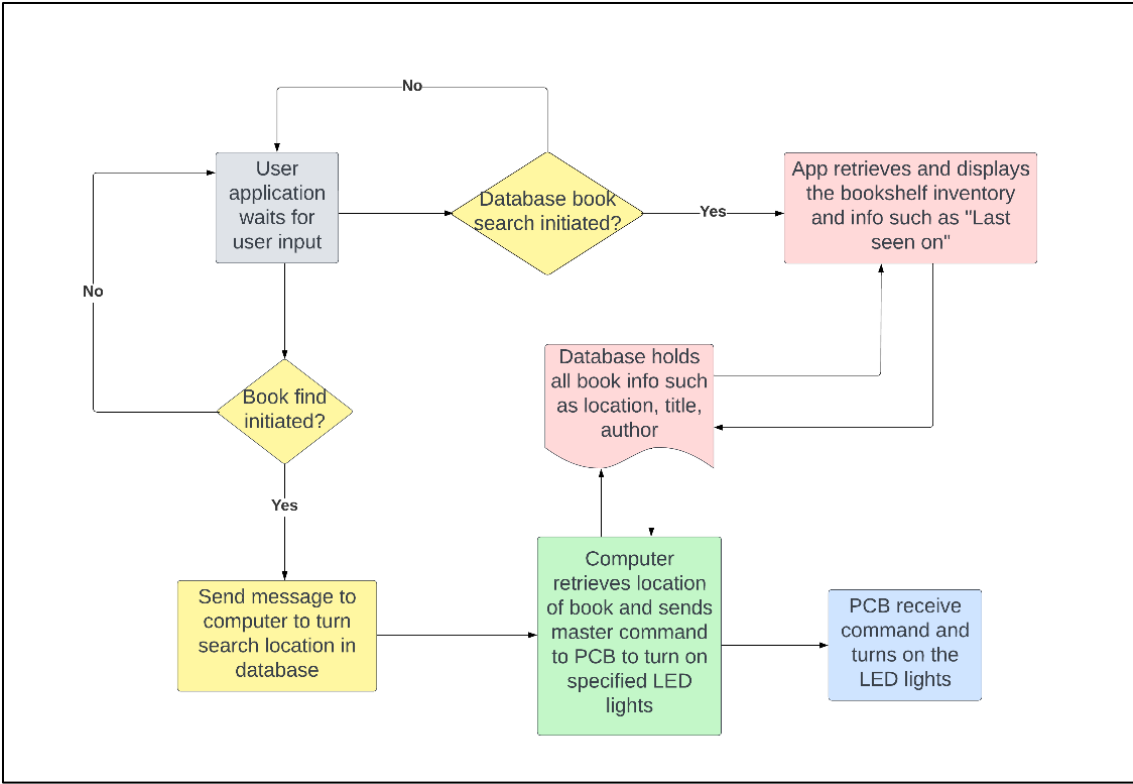 No
User
application
waits for
user input
Database book
search initiated?
Yes
App retrieves and displays
the bookshelf inventory
and info such as "Last
seen on"
No
Database holds
all book info such
as location, title,
author
Book find
initiated?
Yes
Send message to
computer to turn
search location in
database
Computer
retrieves location
of book and sends
master command
to PCB to turn on
specified LED
lights
PCB receive
command and
turns on the
LED lights